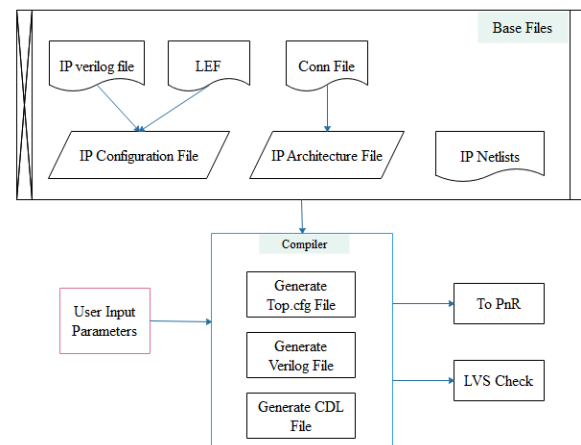 Base Files
IP verilog file
LEF
Conn File
IP Configuration File
IP Architecture File
IP Netlists
Compiler
Generate
Top.cfg File
Generate
Verilog File
Generate CDL
File
User Input
Parameters
To PnR
LVS Check